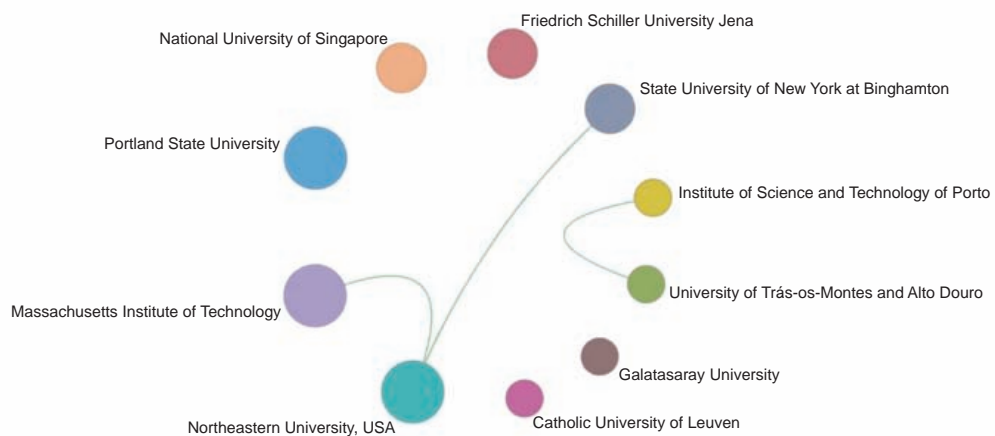 Friedrich Schiller University Jena
National University of Singapore
State University of New York at Binghamton
Portland State University
Institute of Science and Technology of Porto
University of Trás-os-Montes and Alto Douro
Massachusetts Institute of Technology
Galatasaray University
Catholic University of Leuven
Northeastern University, USA